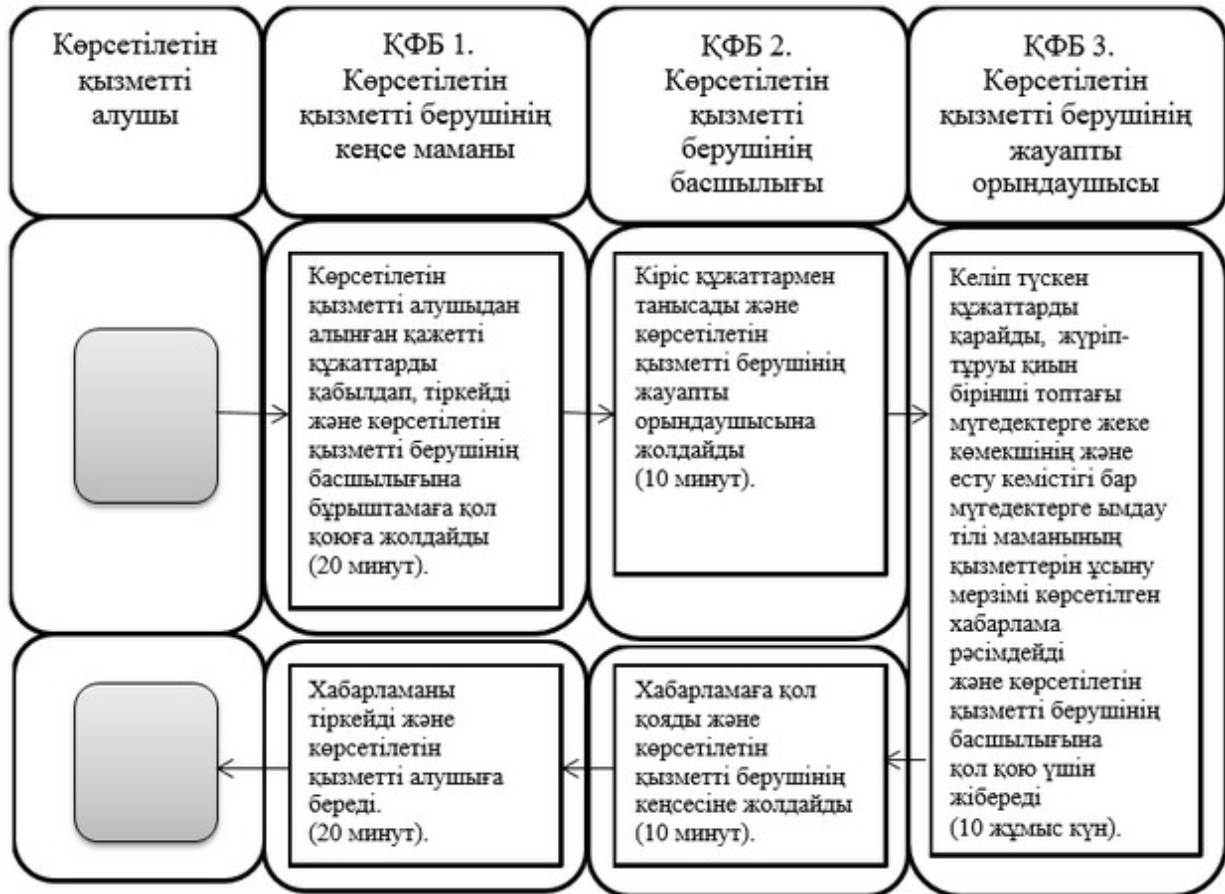 Көрсетілетін
қызметті
алушы
ҚФБ 1.
Көрсетілетін
қызметті берушінің
кеңсе маманы
ҚФБ 2.
Көрсетілетін
қызметті
берушінің
басшылығы
ҚФБ 3.
Көрсетілетін
қызметті берушінің
жауапты
орындаушысы
Көрсетілетін
қызметті алушыдан
алынған қажетті
құжаттарды
қабылдап, тіркейді
және көрсетілетін
қызметті берушінің
басшылығына
бұрыштамаға қол
қоюға жолдайды
(20 минут).
Кіріс құжаттармен
танысады және
көрсетілетін
қызметті берушінің
жауапты
орындаушысына
жолдайды
(10 минут).
Келіп түскен
құжаттарды
қарайды, жүріп-
тұруы қиын
бірінші топтағы
мүгедектерге жеке
көмекшінің және
есту кемістігі бар
мүгедектерге ымдау
тілі маманының
қызметтерін ұсыну
мерзімі көрсетілген
хабарлама
рәсімдейді
және көрсетілетін
қызметті берушінің
басшылығына
қол қою үшін
жібереді
(10 жұмыс күн).
Хабарламаны
тіркейді және
көрсетілетін
қызметті алушыға
береді.
(20 минут).
Хабарламаға қол
қояды және
көрсетілетін
қызметті берушінің
кеңсесіне жолдайды
(10 минут).